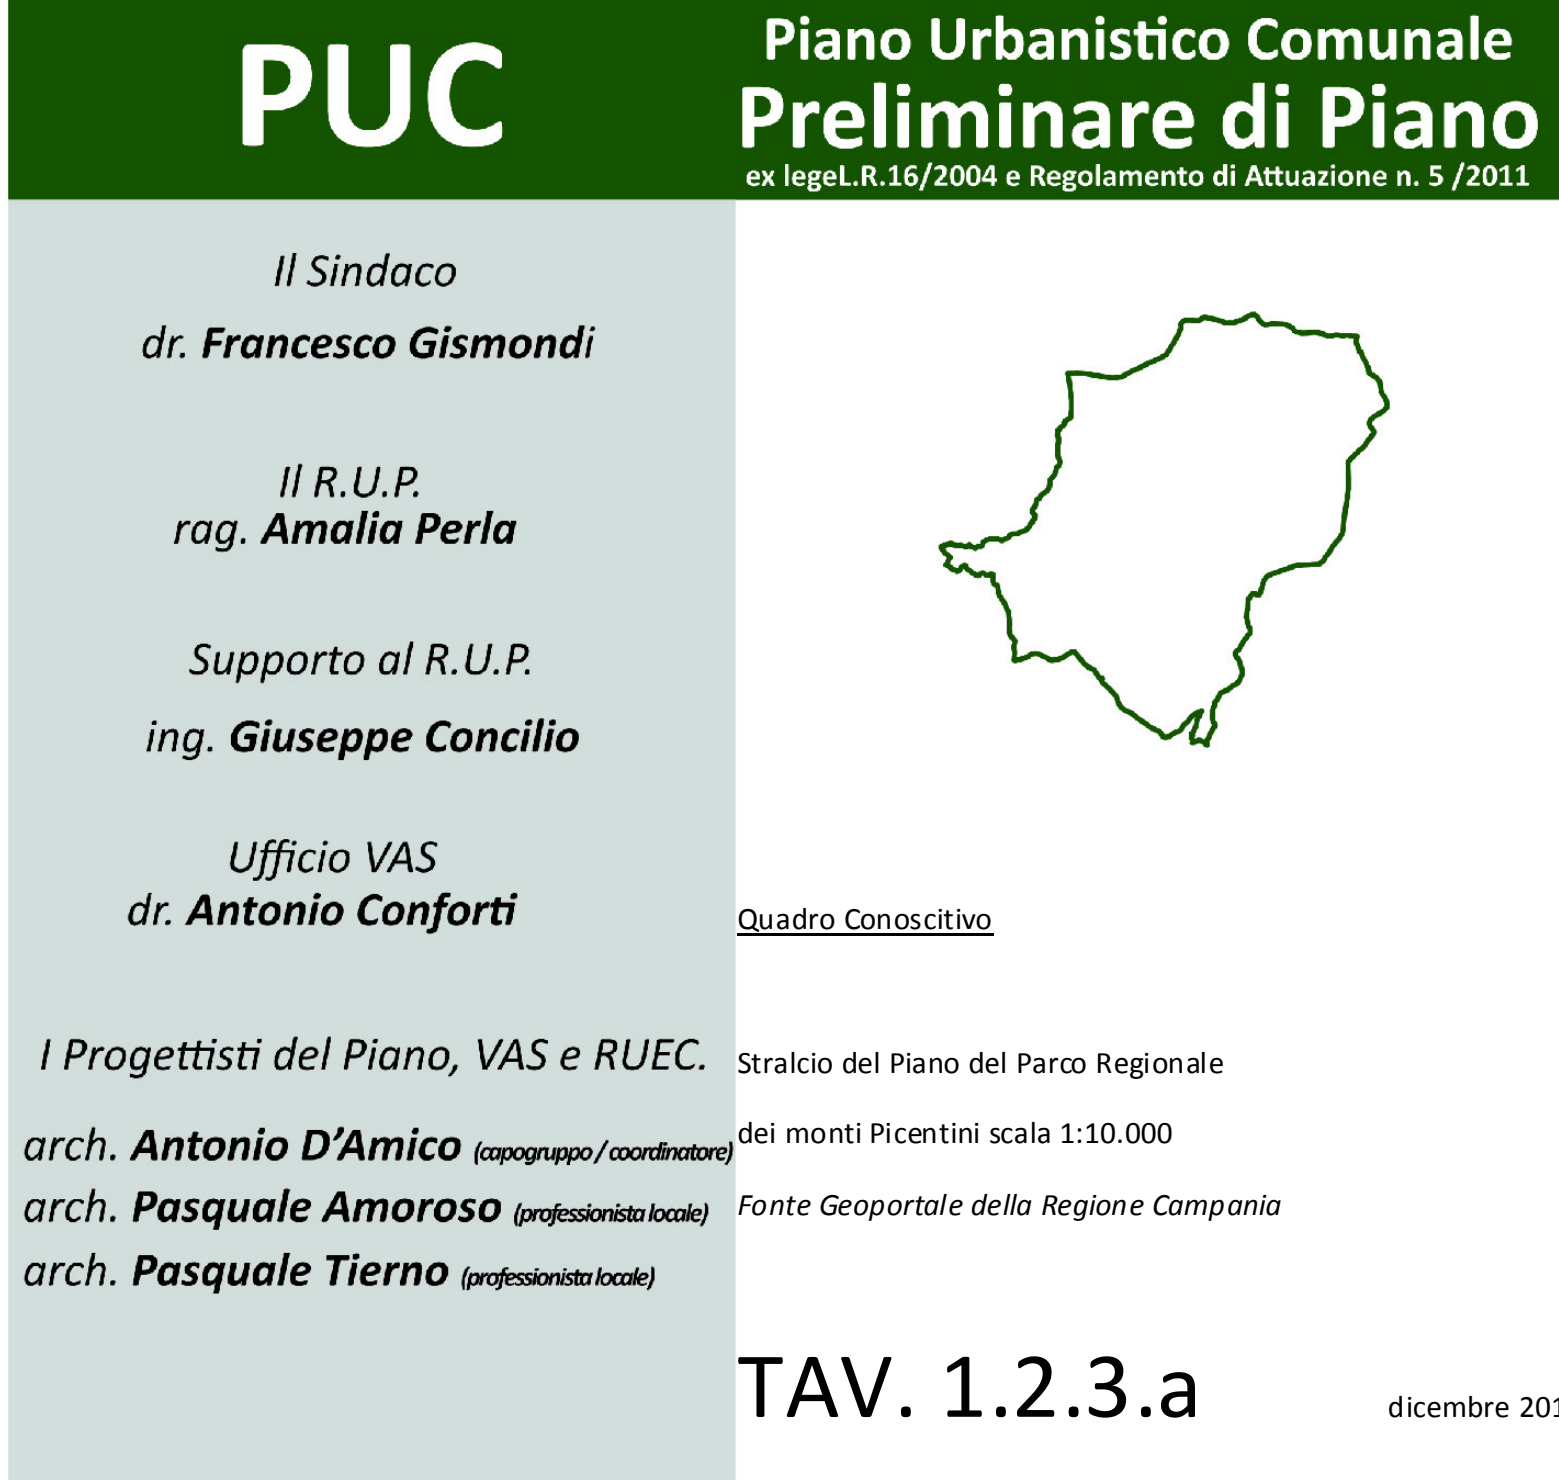 PUC
Piano Urbanistico Comunale
Preliminare di Piano
ex legeL.R.16/2004 e Regolamento di Attuazione n. 5 /2011
Il Sindaco
dr. Francesco Gismondi
Il R.U.P.
rag. Amalia Perla
Supporto al R.U.P.
ing. Giuseppe Concilio
Ufficio VAS
dr. Antonio Conforti
I Progettisti del Piano, VAS e RUEC.
arch. Antonio D'Amico (capogruppo / coordinatore)
arch. Pasquale Amoroso (professionista locale)
arch. Pasquale Tierno (professionista locale)
Quadro Conoscitivo
Stralcio del Piano del Parco Regionale
dei monti Picentini scala 1:10.000
Fonte Geoportale della Regione Campania
TAV. 1.2.3.a
dicembre